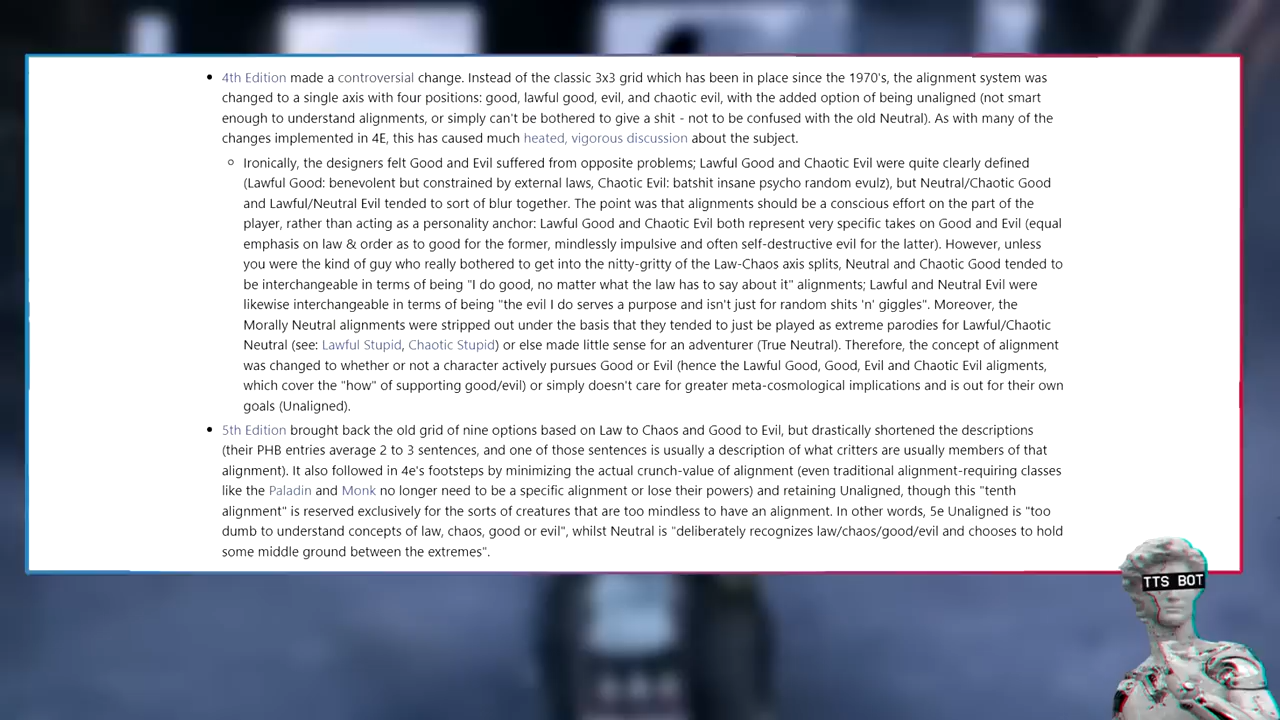 4th Edition made a controversial change. Instead of the classic 3x3 grid which has been in place since the 1970's, the alignment system was
changed to a single axis with four positions: good, lawful good, evil, and chaotic evil, with the added option of being unaligned (not smart
enough to understand alignments, or simply can't be bothered to give a shit - not to be confused with the old Neutral). As with many of the
changes implemented in 4E, this has caused much heated, vigorous discussion about the subject.
Ironically, the designers felt Good and Evil suffered from opposite problems; Lawful Good and Chaotic Evil were quite clearly defined
(Lawful Good: benevolent but constrained by external laws, Chaotic Evil: batshit insane psycho random evulz), but Neutral/Chaotic Good
and Lawful/Neutral Evil tended to sort of blur together. The point was that alignments should be a conscious effort on the part of the
player, rather than acting as a personality anchor: Lawful Good and Chaotic Evil both represent very specific takes on Good and Evil (equal
emphasis on law & order as to good for the former, mindlessly impulsive and often self-destructive evil for the latter). However, unless
you were the kind of guy who really bothered to get into the nitty-gritty of the Law-Chaos axis splits, Neutral and Chaotic Good tended to
be interchangeable in terms of being "I do good, no matter what the law has to say about it" alignments; Lawful and Neutral Evil were
likewise interchangeable in terms of being "the evil I do serves a purpose and isn't just for random shits 'n' giggles". Moreover, the
Morally Neutral alignments were stripped out under the basis that they tended to just be played as extreme parodies for Lawful/Chaotic
Neutral (see: Lawful Stupid, Chaotic Stupid) or else made little sense for an adventurer (True Neutral). Therefore, the concept of alignment
was changed to whether or not a character actively pursues Good or Evil (hence the Lawful Good, Good, Evil and Chaotic Evil aligments,
which cover the "how" of supporting good/evil) or simply doesn't care for greater meta-cosmological implications and is out for their own
goals (Unaligned).
5th Edition brought back the old grid of nine options based on Law to Chaos and Good to Evil, but drastically shortened the descriptions
(their PHB entries average 2 to 3 sentences, and one of those sentences is usually a description of what critters are usually members of that
alignment). It also followed in 4e's footsteps by minimizing the actual crunch-value of alignment (even traditional alignment-requiring classes
like the Paladin and Monk no longer need to be a specific alignment or lose their powers) and retaining Unaligned, though this "tenth
alignment" is reserved exclusively for the sorts of creatures that are too mindless to have an alignment. In other words, 5e Unaligned is "too
dumb to understand concepts of law, chaos, good or evil", whilst Neutral is "deliberately recognizes law/chaos/good/evil and chooses to hold
some middle ground between the extremes".
TTS BOT